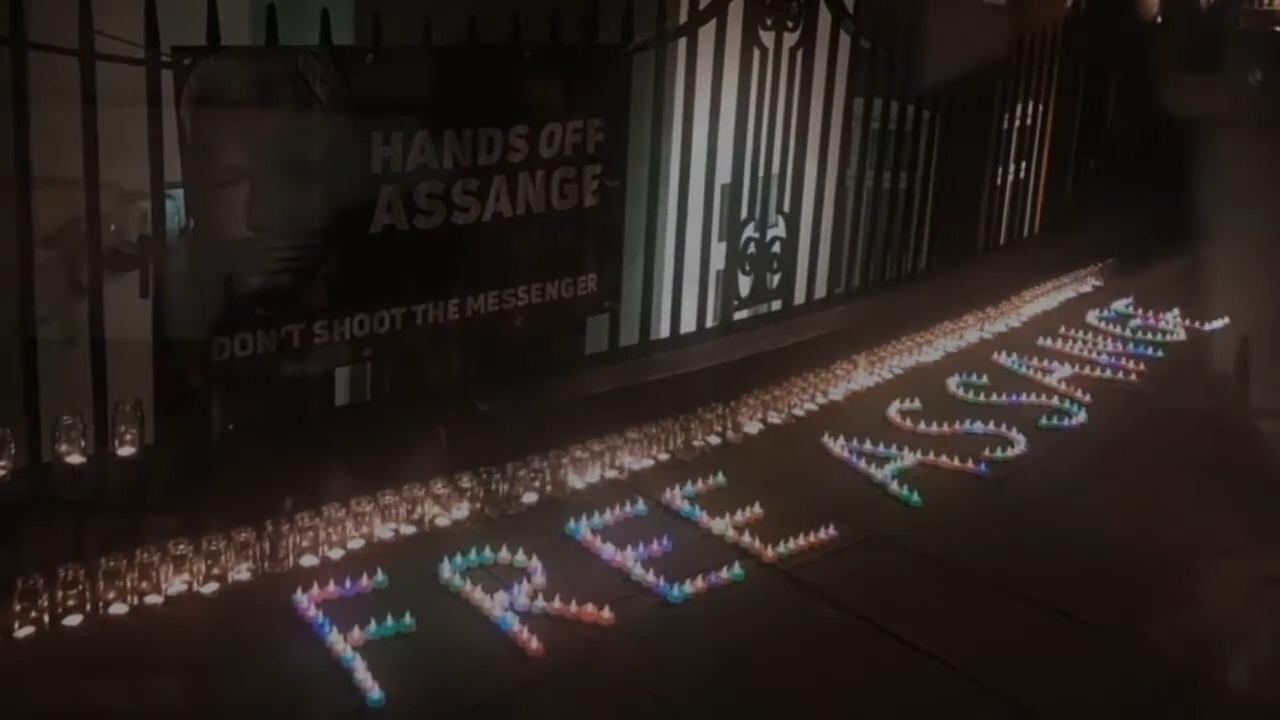 HANDS OFF
ASSANGE
DON'T SHOOT THE MESSENGER
FREE ASSANGE